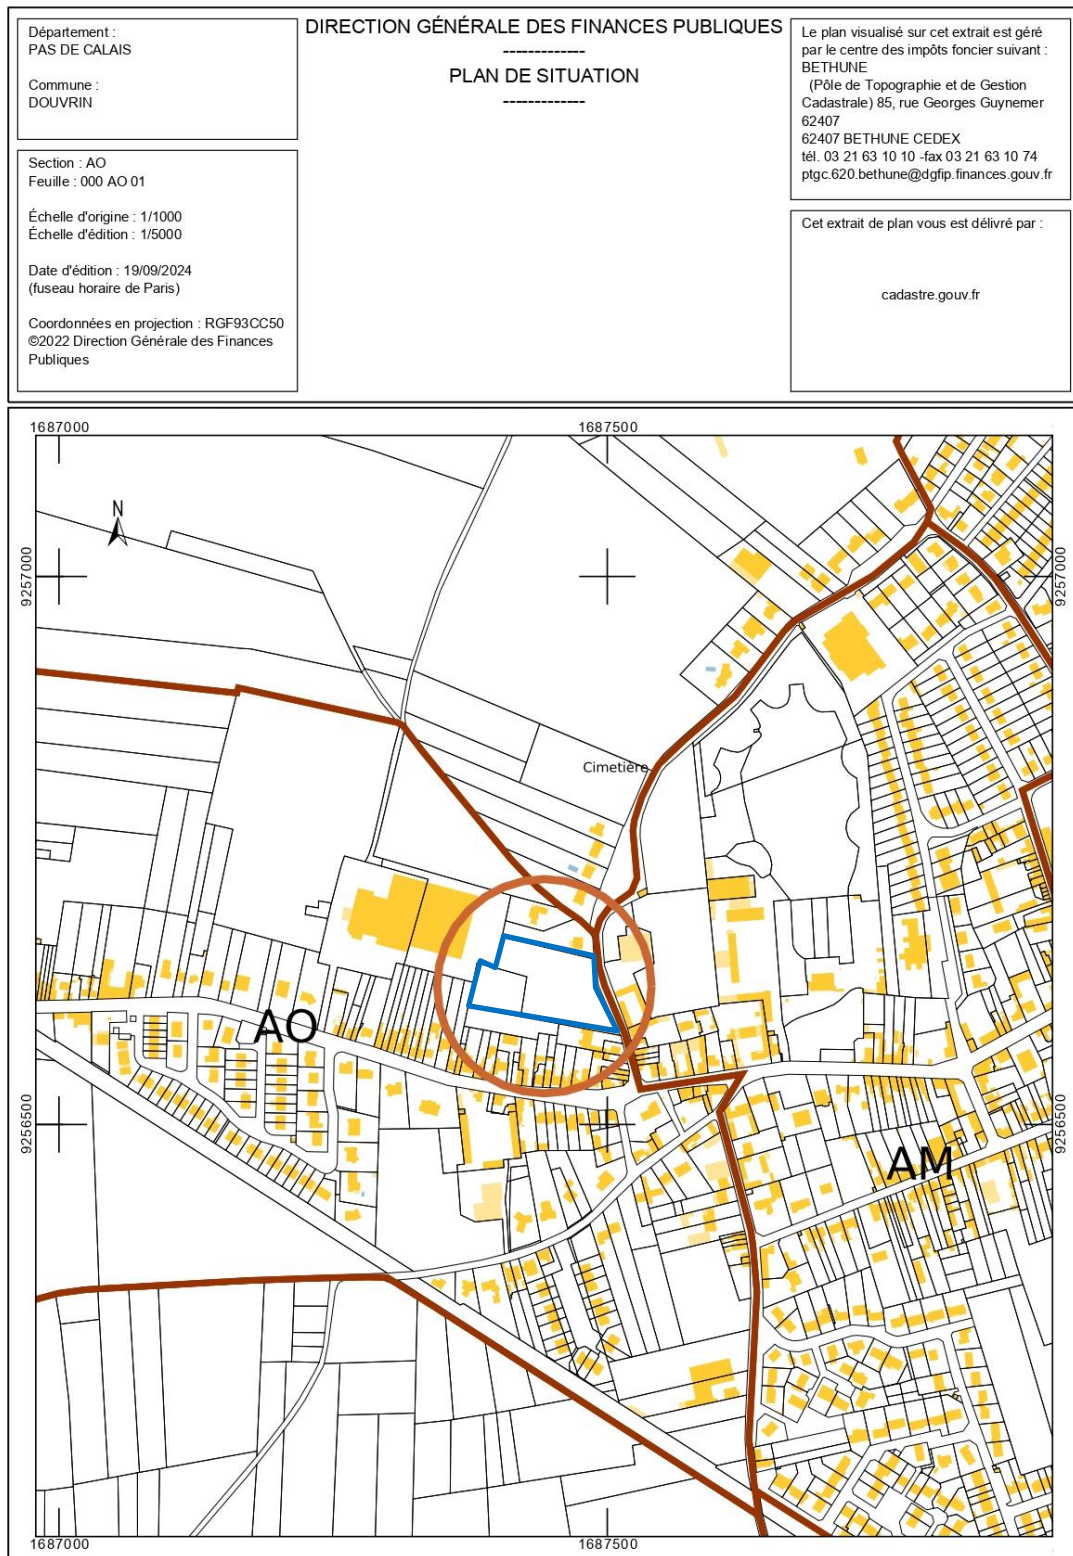 Département :
PAS DE CALAIS
Commune :
DOUVRIN
Section : AO
Feuille : 000 AO 01
Échelle d'origine : 1/1000
Échelle d'édition : 1/5000
Date d'édition : 19/09/2024
(fuseau horaire de Paris)
Coordonnées en projection : RGF93CC50
©2022 Direction Générale des Finances
Publiques
DIRECTION GÉNÉRALE DES FINANCES PUBLIQUES
-------------
PLAN DE SITUATION
-------------
Le plan visualisé sur cet extrait est géré
par le centre des impôts foncier suivant :
BETHUNE
(Pôle de Topographie et de Gestion
Cadastrale) 85, rue Georges Guynemer
62407
62407 BETHUNE CEDEX
tél. 03 21 63 10 10 -fax 03 21 63 10 74
ptgc.620.bethune@dgfip.finances.gouv.fr
Cet extrait de plan vous est délivré par :
cadastre.gouv.fr
1687000
1687500
N
9257000
9257000
Cimetière
AO
9256500
9256500
AM
1687000
1687500